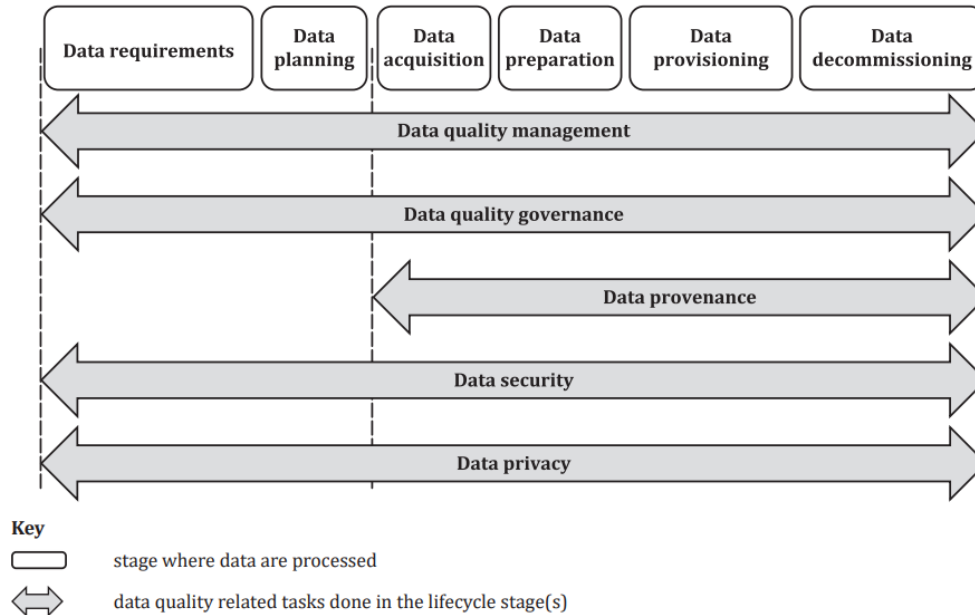 Data requirements
Data
planning
Data
acquisition
Data
preparation
Data
provisioning
Data
decommissioning
Data quality management
Data quality governance
Data provenance
Data security
Data privacy
Key
stage where data are processed
data quality related tasks done in the lifecycle stage(s)